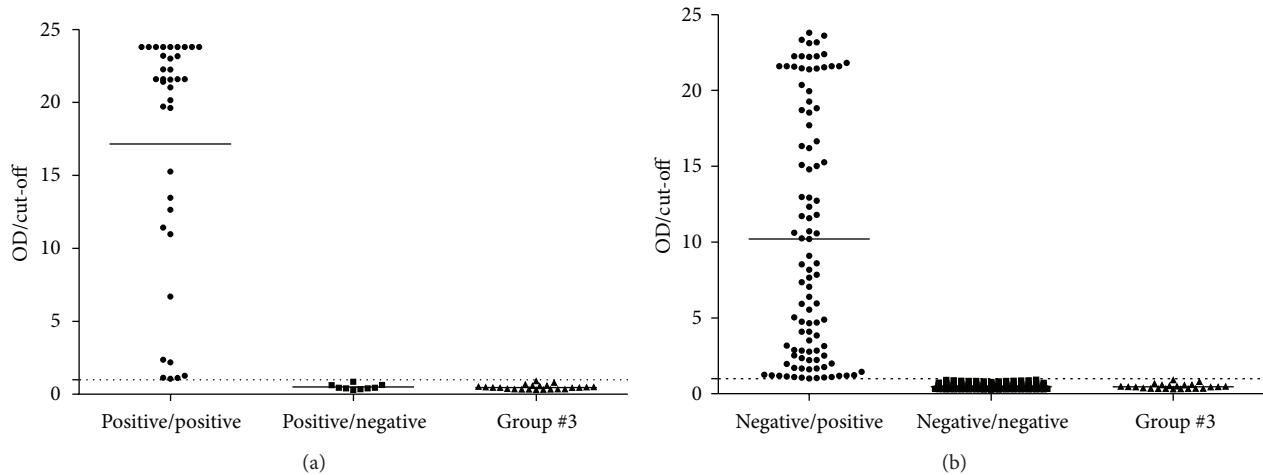 25
20
15
10
5
0
OD/cut-off
Positive/positive
Positive/negative
Group #3
(a)
25
20
15
10
5
0
OD/cut-off
Negative/positive
Negative/negative
Group #3
(b)